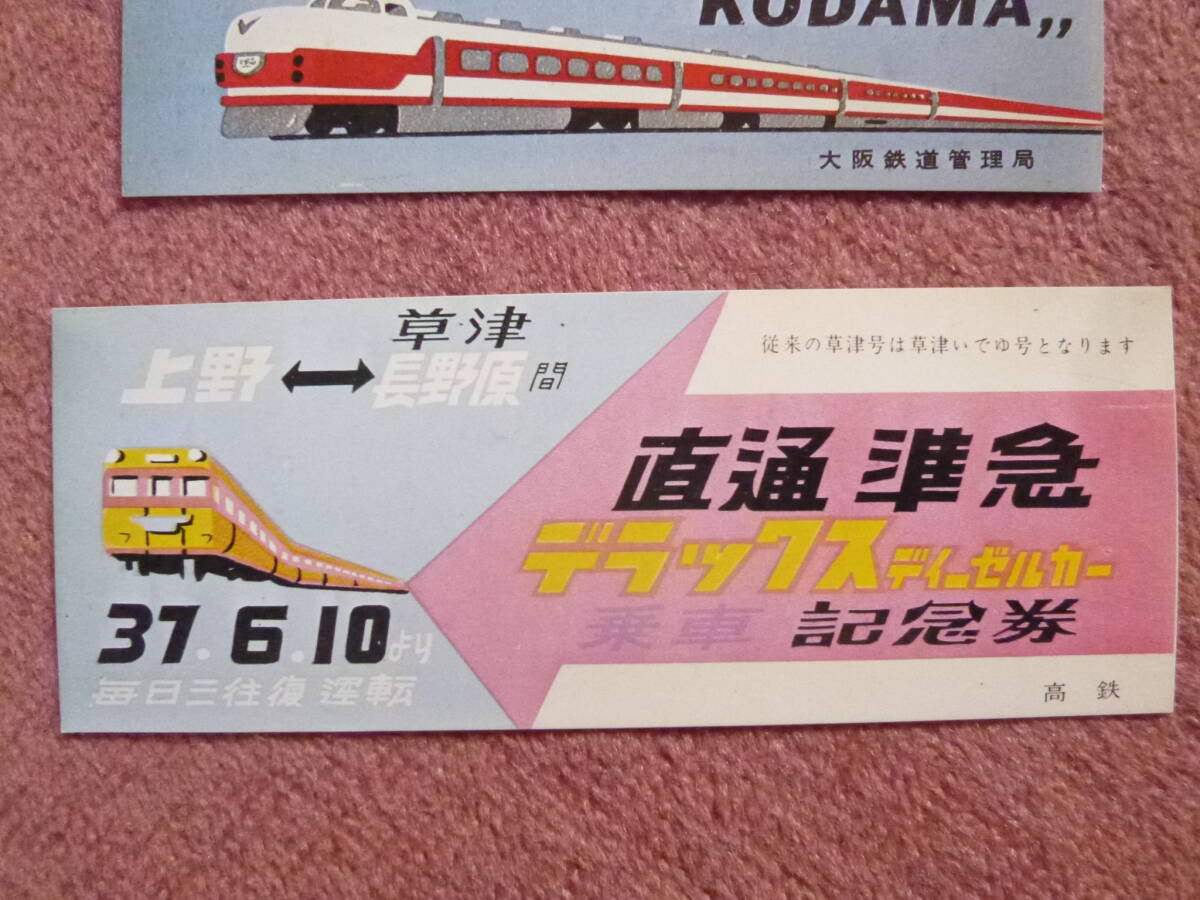 KODAMA„
大阪鉄道管理局
草津
上野 ↔ 長野原 間
従来の草津号は草津いでゆ号となります
直通 準急
デラックス ディーゼルカー
乗車 記念券
37.6.10より
毎日三往復 運転
高鉄